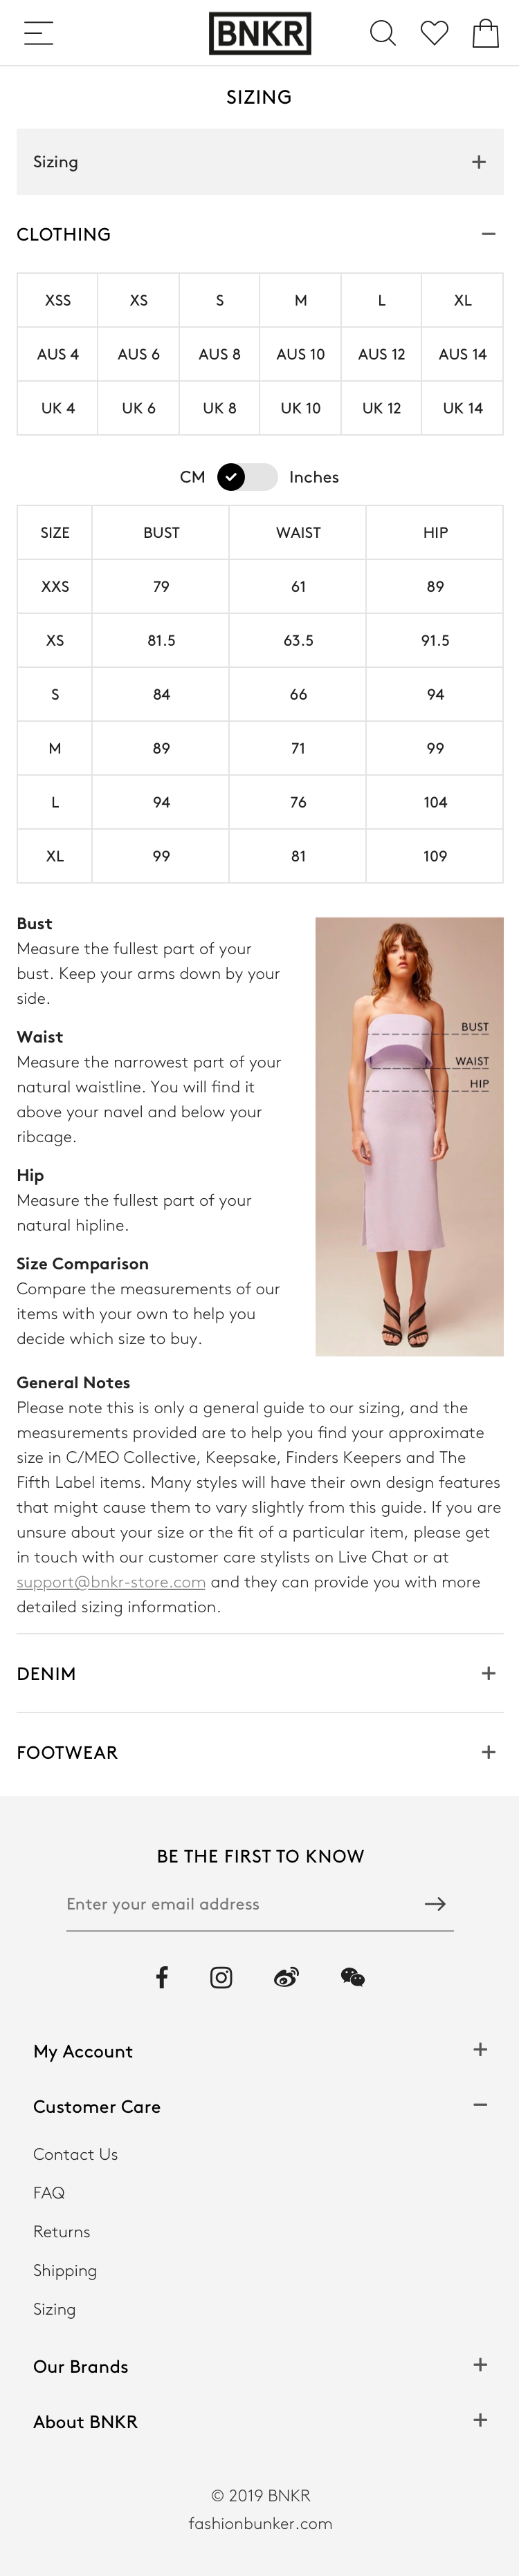 BNKR
SIZING
Sizing
CLOTHING
XSS XS S M L XL
AUS 4 AUS 6 AUS 8 AUS 10 AUS 12 AUS 14
UK 4 UK 6 UK 8 UK 10 UK 12 UK 14
CM Inches
SIZE BUST WAIST HIP
XXS 79 61 89
XS 81.5 63.5 91.5
S 84 66 94
M 89 71 99
L 94 76 104
XL 99 81 109
Bust
Measure the fullest part of your
bust. Keep your arms down by your
side.
Waist
Measure the narrowest part of your
natural waistline. You will find it
above your navel and below your
ribcage.
Hip
Measure the fullest part of your
natural hipline.
Size Comparison
Compare the measurements of our
items with your own to help you
decide which size to buy.
BUST
WAIST
HIP
General Notes
Please note this is only a general guide to our sizing, and the
measurements provided are to help you find your approximate
size in C/MEO Collective, Keepsake, Finders Keepers and The
Fifth Label items. Many styles will have their own design features
that might cause them to vary slightly from this guide. If you are
unsure about your size or the fit of a particular item, please get
in touch with our customer care stylists on Live Chat or at
support@bnkr-store.com and they can provide you with more
detailed sizing information.
DENIM
FOOTWEAR
BE THE FIRST TO KNOW
Enter your email address
My Account
Customer Care
Contact Us
FAQ
Returns
Shipping
Sizing
Our Brands
About BNKR
© 2019 BNKR
fashionbunker.com